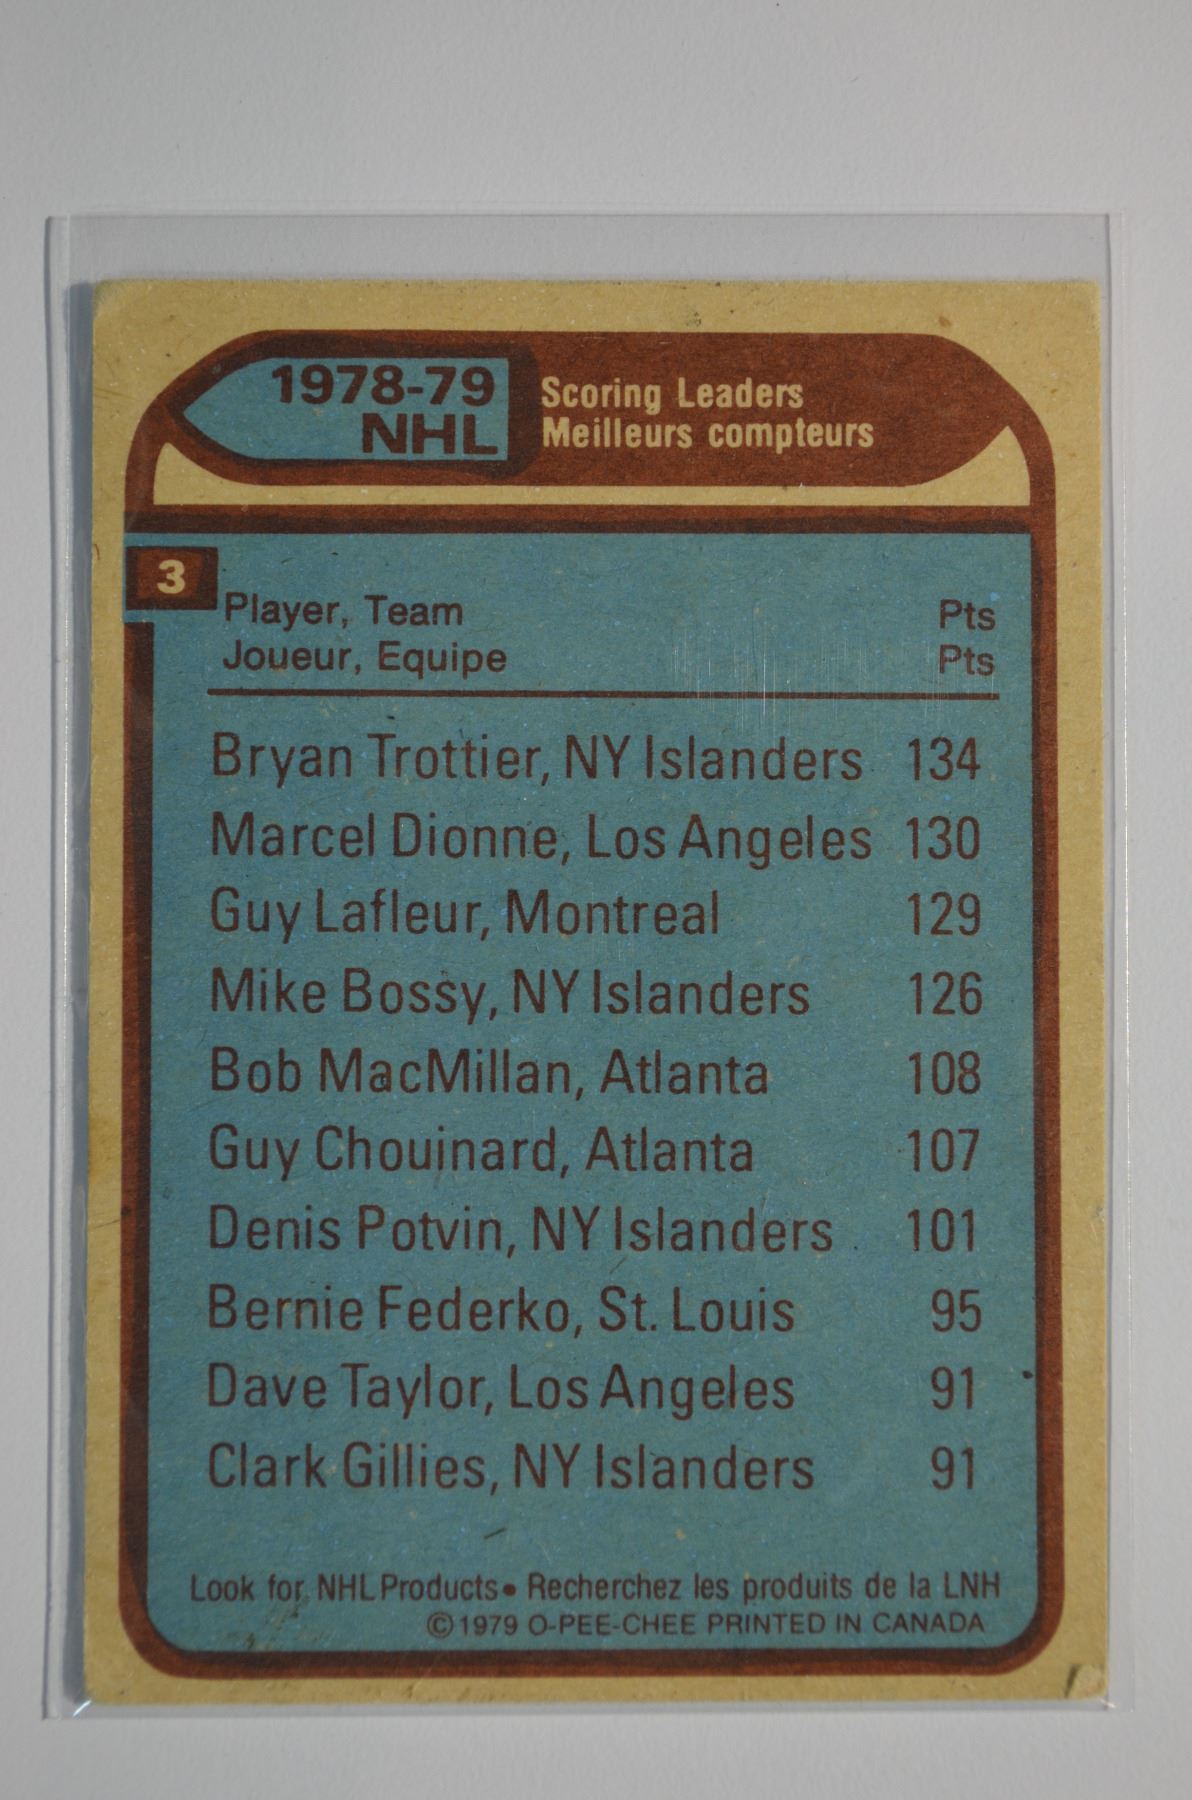 1978-79
NHL
Scoring Leaders
Meilleurs compteurs
3
Player, Team Pts
Joueur, Equipe Pts
Bryan Trottier, NY Islanders 134
Marcel Dionne, Los Angeles 130
Guy Lafleur, Montreal 129
Mike Bossy, NY Islanders 126
Bob MacMillan, Atlanta 108
Guy Chouinard, Atlanta 107
Denis Potvin, NY Islanders 101
Bernie Federko, St. Louis 95
Dave Taylor, Los Angeles 91
Clark Gillies, NY Islanders 91
Look for NHL Products • Recherchez les produits de la LNH
© 1979 O-PEE-CHEE PRINTED IN CANADA